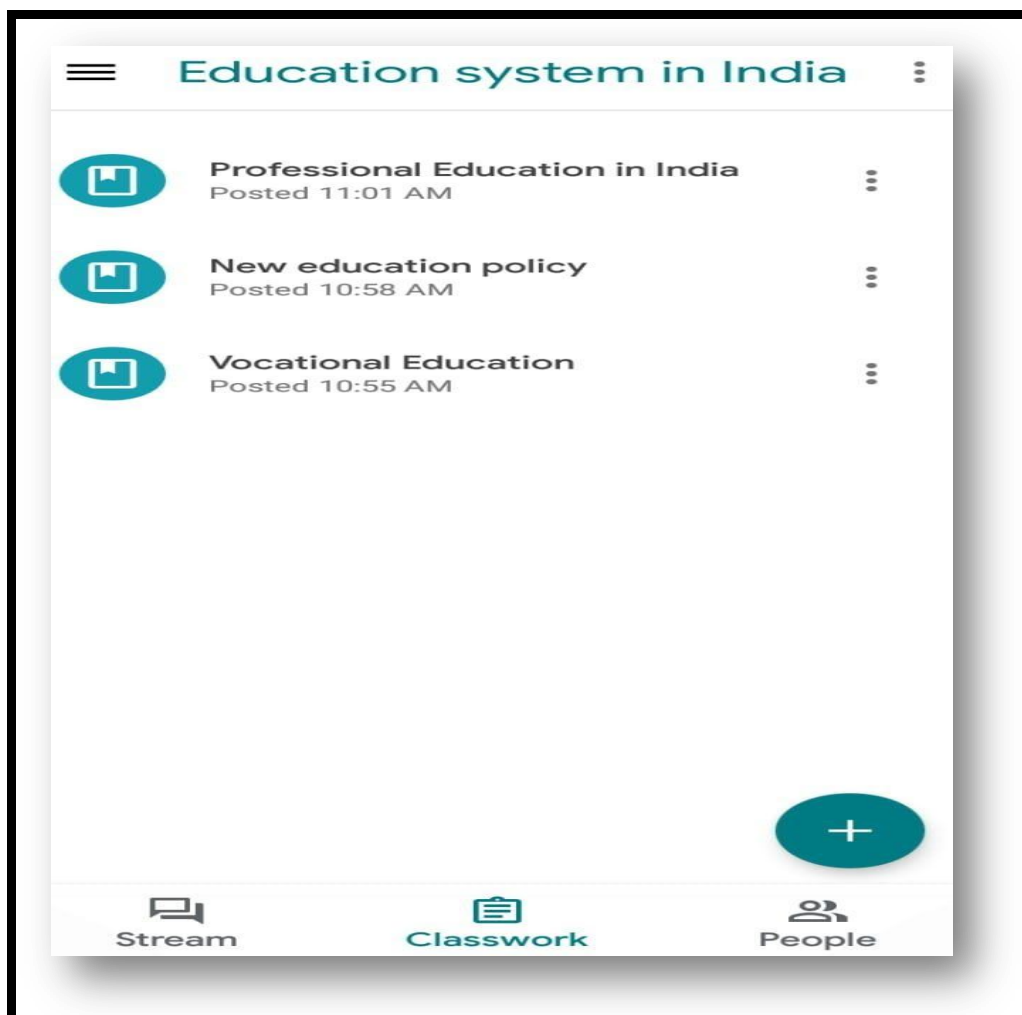 Education system in India
Professional Education in India
Posted 11:01 AM
New education policy
Posted 10:58 AM
Vocational Education
Posted 10:55 AM
Stream
Classwork
People